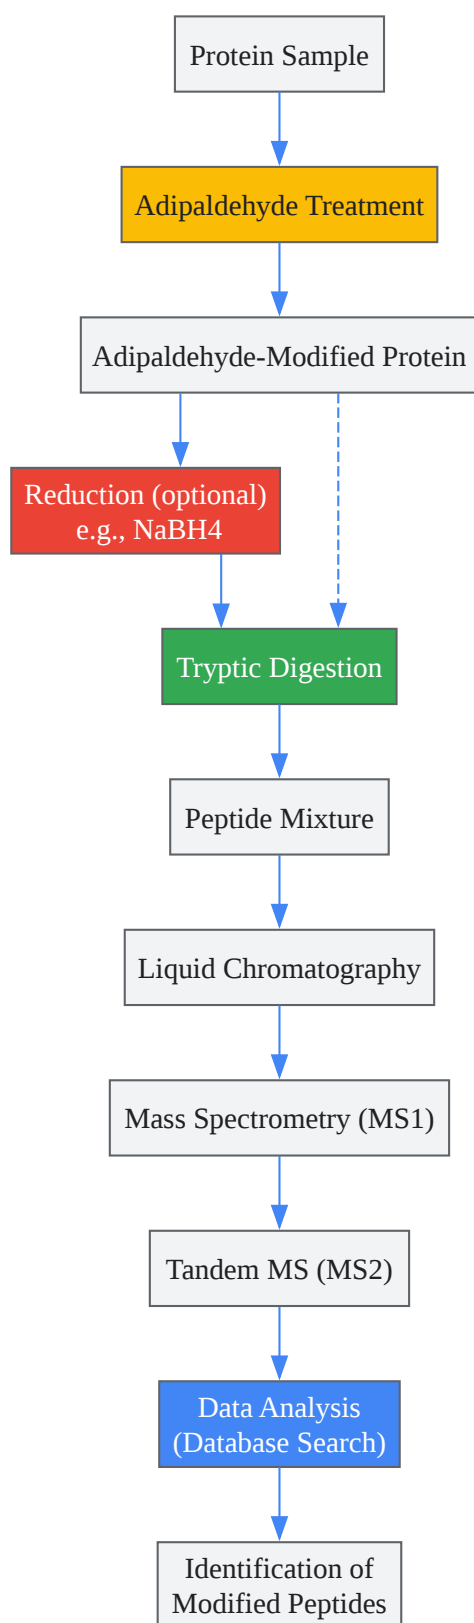 Protein Sample
Adipaldehyde Treatment
Adipaldehyde-Modified Protein
Reduction (optional)
e.g., NaBH4
Tryptic Digestion
Peptide Mixture
Liquid Chromatography
Mass Spectrometry (MS1)
Tandem MS (MS2)
Data Analysis
(Database Search)
Identification of
Modified Peptides